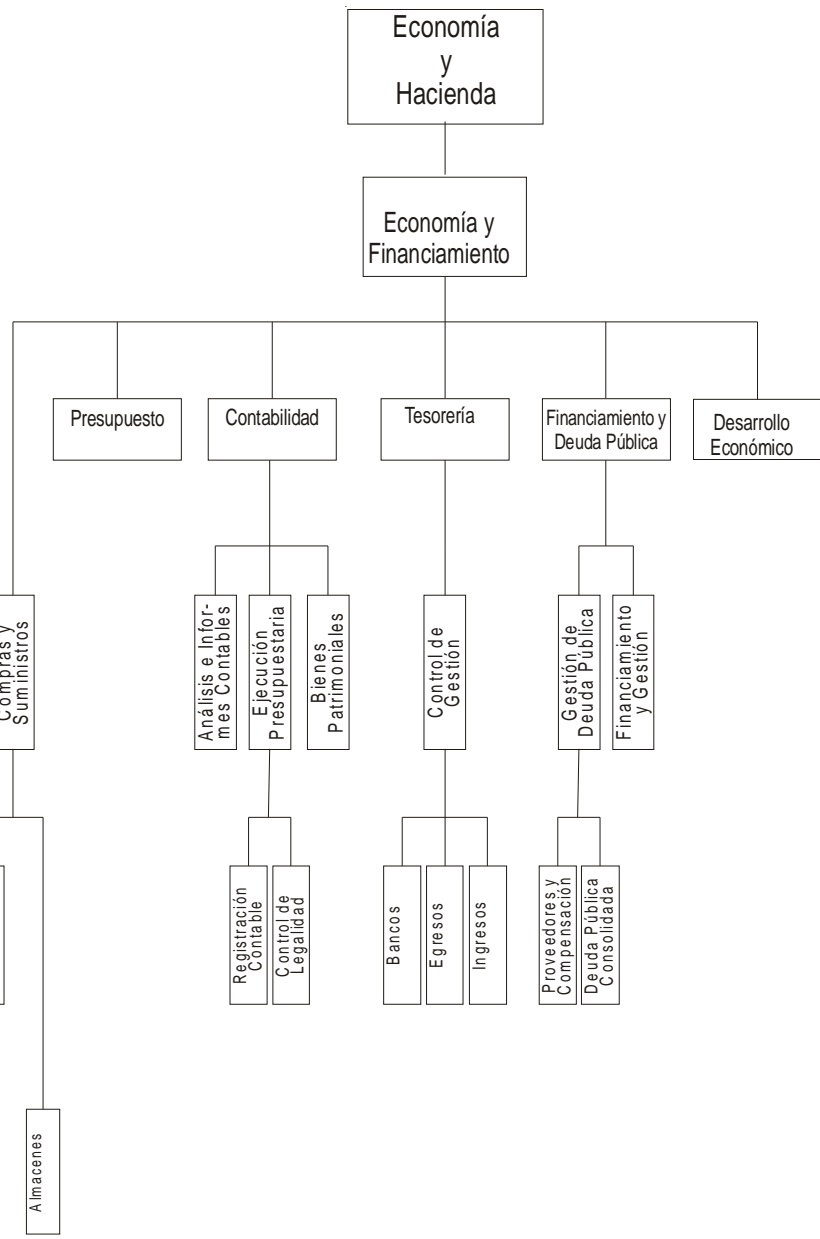 Economía
y
Hacienda
Economía y
Financiamiento
Presupuesto
Contabilidad
Tesorería
Financiamiento y
Deuda Pública
Desarrollo
Económico
Compras y
Suministros
Análisis e Infor-
mes Contables
Ejecución
Presupuestaria
Bienes
Patrimoniales
Control de
Gestión
Gestión de
Deuda Pública
Financiamiento
y Gestión
Registración
Contable
Control de
Legalidad
Bancos
Egresos
Ingresos
Proveedores y
Compensación
Deuda Pública
Consolidada
Almacenes